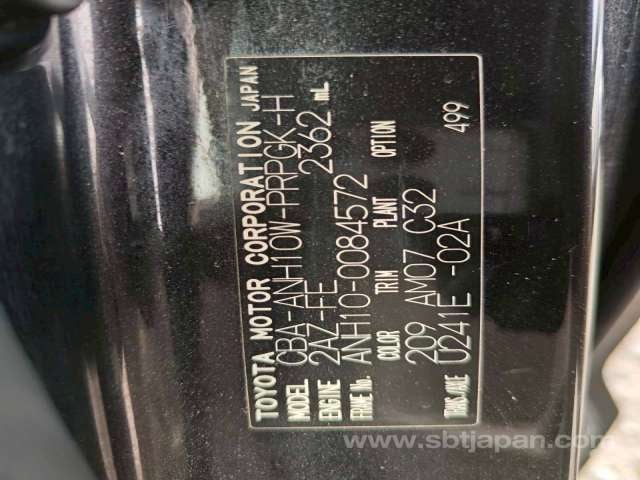 TOYOTA MOTOR CORPORATION JAPAN
MODEL CBA-ANH10W-PRPGK-H
ENGINE 2AZ-FE 2362 mL
FRAME No. ANH10-0084572
COLOR TRIM PLANT OPTION
209 AM07 C32
TRANS./AXLE U241E -02A 499
www.sbtjapan.com